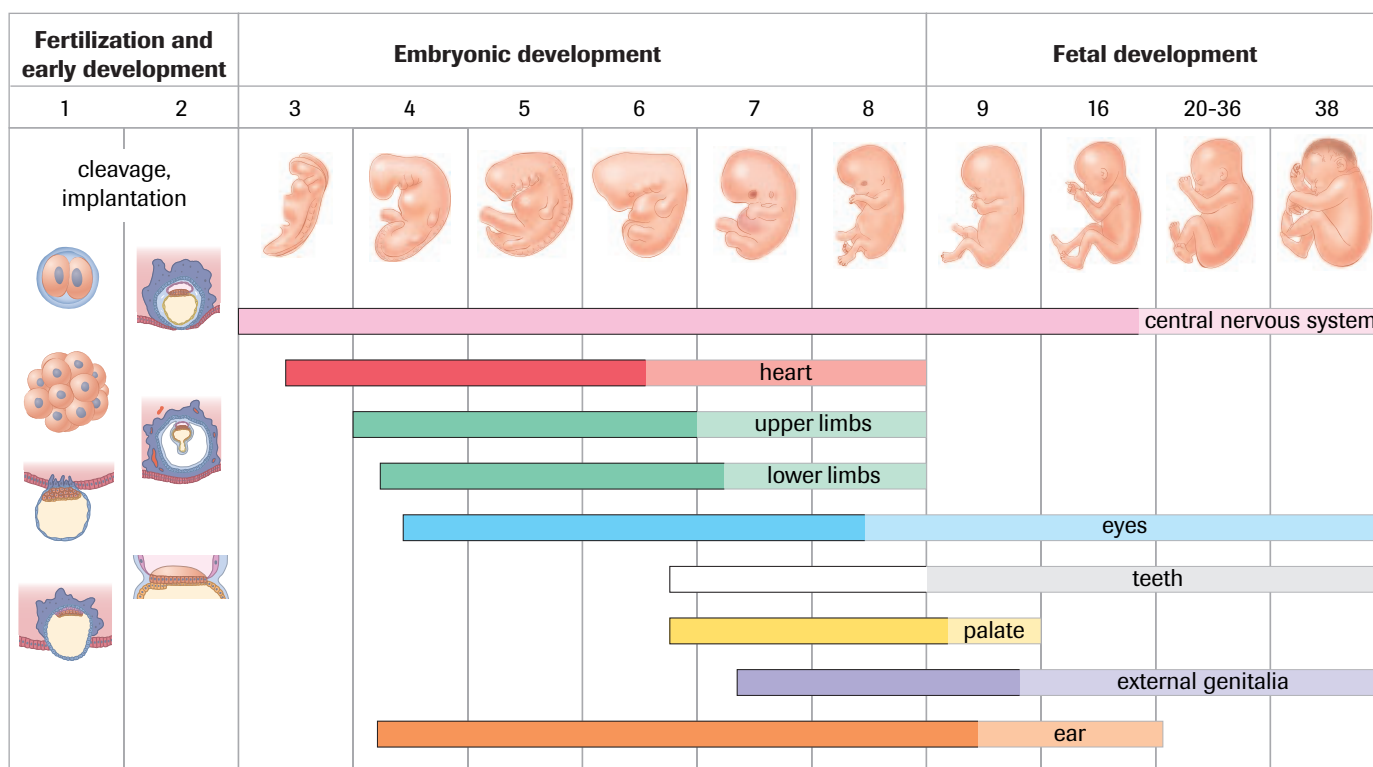 Fertilization and
early development
Embryonic development
Fetal development
1
2
3
4
5
6
7
8
9
16
20-36
38
cleavage,
implantation
central nervous system
heart
upper limbs
lower limbs
eyes
teeth
palate
external genitalia
ear